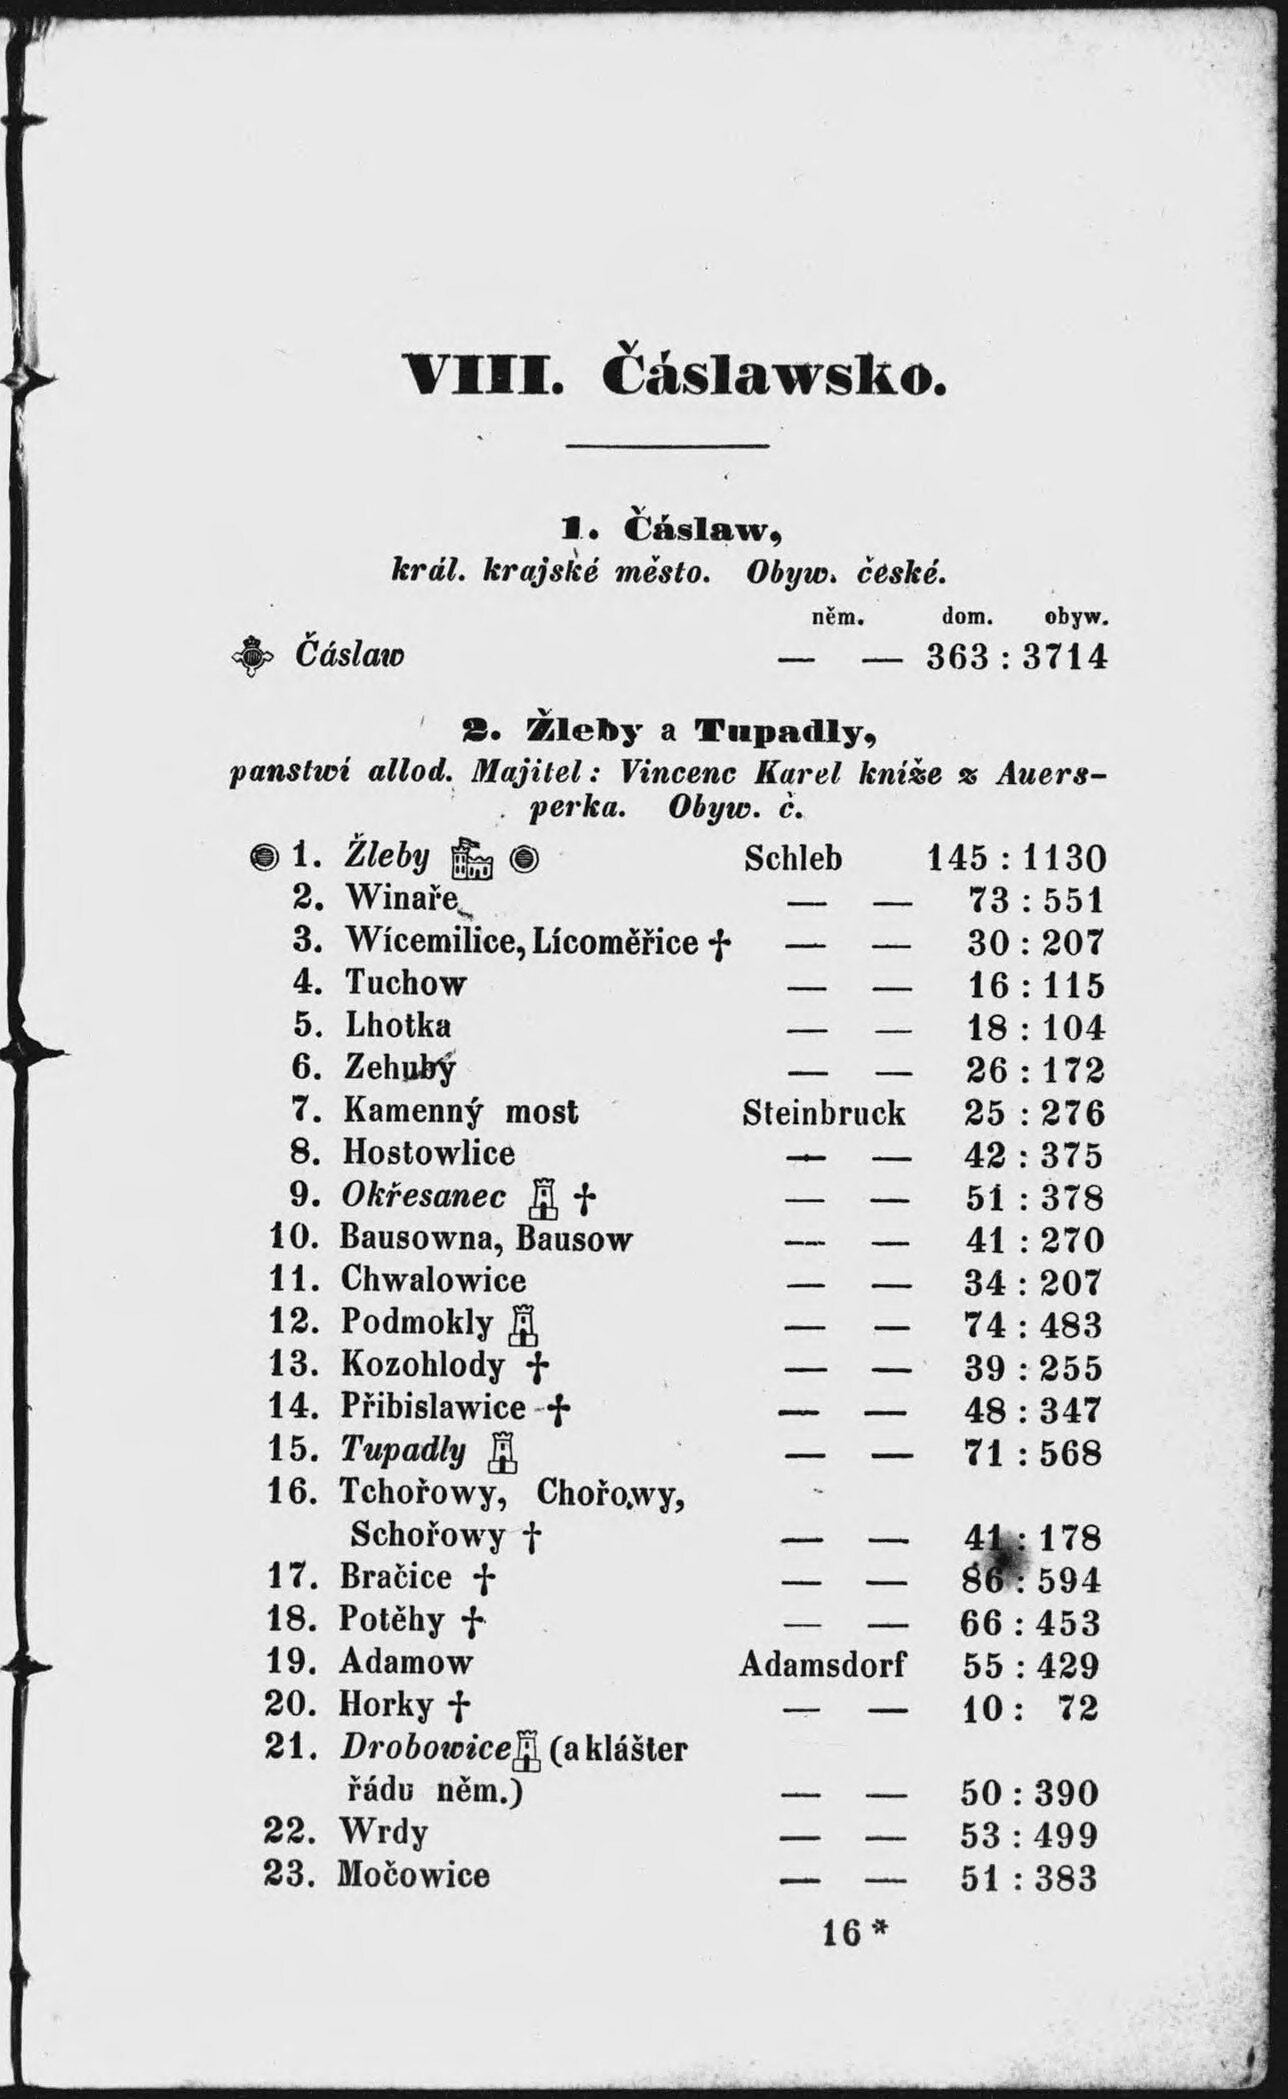 VIII. Čáslawsko.
1. Čáslaw,
král. krajské město. Obyw. české.
něm. dom. obyw.
Čáslaw — — 363 : 3714
2. Žleby a Tupadly,
panstwí allod. Majitel: Vincenc Karel kníže z Auers-
perka. Obyw. č.
1. Žleby Schleb 145 : 1130
2. Winaře — — 73 : 551
3. Wícemilice, Lícoměřice † — — 30 : 207
4. Tuchow — — 16 : 115
5. Lhotka — — 18 : 104
6. Zehubý — — 26 : 172
7. Kamenný most Steinbruck 25 : 276
8. Hostowlice — — 42 : 375
9. Okřesanec † — — 51 : 378
10. Bausowna, Bausow — — 41 : 270
11. Chwalowice — — 34 : 207
12. Podmokly — — 74 : 483
13. Kozohlody † — — 39 : 255
14. Přibislawice † — — 48 : 347
15. Tupadly — — 71 : 568
16. Tchořowy, Chořowy,
Schořowy † — — 41 : 178
17. Bračice † — — 86 : 594
18. Potěhy † — — 66 : 453
19. Adamow Adamsdorf 55 : 429
20. Horky † — — 10 : 72
21. Drobowice (a klášter
řádu něm.) — — 50 : 390
22. Wrdy — — 53 : 499
23. Močowice — — 51 : 383
16*